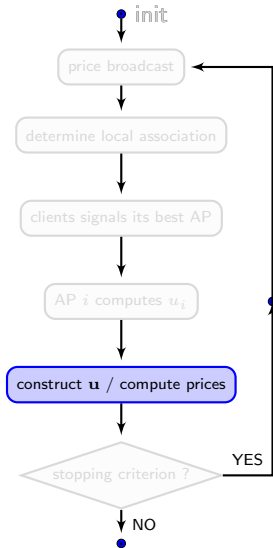 init
price broadcast
determine local association
clients signals its best AP
AP i computes u_i
construct u / compute prices
stopping criterion ?
YES
NO